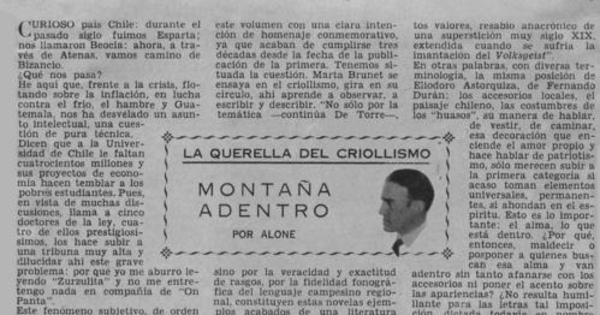 CURIOSO país Chile: durante el
pasado siglo fuimos Esparta;
nos llamaron Beocia: ahora, a tra-
vés de Atenas, vamos camino de
Bizancio.
¿Qué nos pasa?
He aquí que, frente a la crisis, flo-
tando sobre la inflación, en lucha
contra el frío, el hambre y Gua-
temala, nos ha desvelado un asun-
to intelectual, una cues-
tión de pura técnica.
Dicen que a la Univer-
sidad de Chile le faltan
cuatrocientos millones y
sus proyectos de econo-
mía hacen temblar a los
pobres estudiantes. Pues,
en vista de muchas dis-
cusiones, llama a cinco
doctores de la ley, cua-
tro de ellos prestigiosí-
simos, los hace subir a
una tribuna muy alta y
dilucidar ahí este grave
problema: por qué yo me aburro le-
yendo "Zurzulita" y no me entre-
tengo nada en compañía de "On
Panta".
Este fenómeno subjetivo, de orden
este volumen con una clara inten-
ción de homenaje conmemorativo,
ya que acaban de cumplirse tres
décadas desde la fecha de la publi-
cación de la primera. Tenemos si-
tuada la cuestión. Marta Brunet se
ensaya en el criollismo, gira en su
círculo, ahí aprende a observar, a
escribir y describir. "No sólo por la
temática —continúa De Torre—,
LA QUERELLA DEL CRIOLLISMO
MONTAÑA
ADENTRO
POR ALONE
sino por la veracidad y exactitud
de rasgos, por la fidelidad fonográ-
fica del lenguaje campesino regio-
nal, constituyen estas novelas ejem-
plos acabados de una literatura
tos valores, resabio anacrónico de
una superstición muy siglo XIX,
extendida cuando se sufría la
imantación del Volksgeist"
En otras palabras, con diversa ter-
minología, la misma posición de
Eliodoro Astorquiza, de Fernando
Durán; los accesorios locales, el
paisaje chileno, las costumbres de
los "huasos", su manera de hablar,
de vestir, de caminar,
esa decoración que en-
ciende el amor propio y
hace hablar de patriotis-
mo, sólo merecen subir a
la primera categoría si
acaso toman elementos
universales, permanen-
tes, si ahondan en el es-
píritu. Esto es lo impor-
tante: el alma, lo que
está dentro. ¿Por qué,
entonces, maldecir o
posponer a quienes bus-
can esa alma y van
adentro sin tanto afanarse con los
accesorios ni poner el acento sobre
las apariencias? ¿No resulta humi-
llante para las letras tal imposi-
ción, dictada todavía en nombre